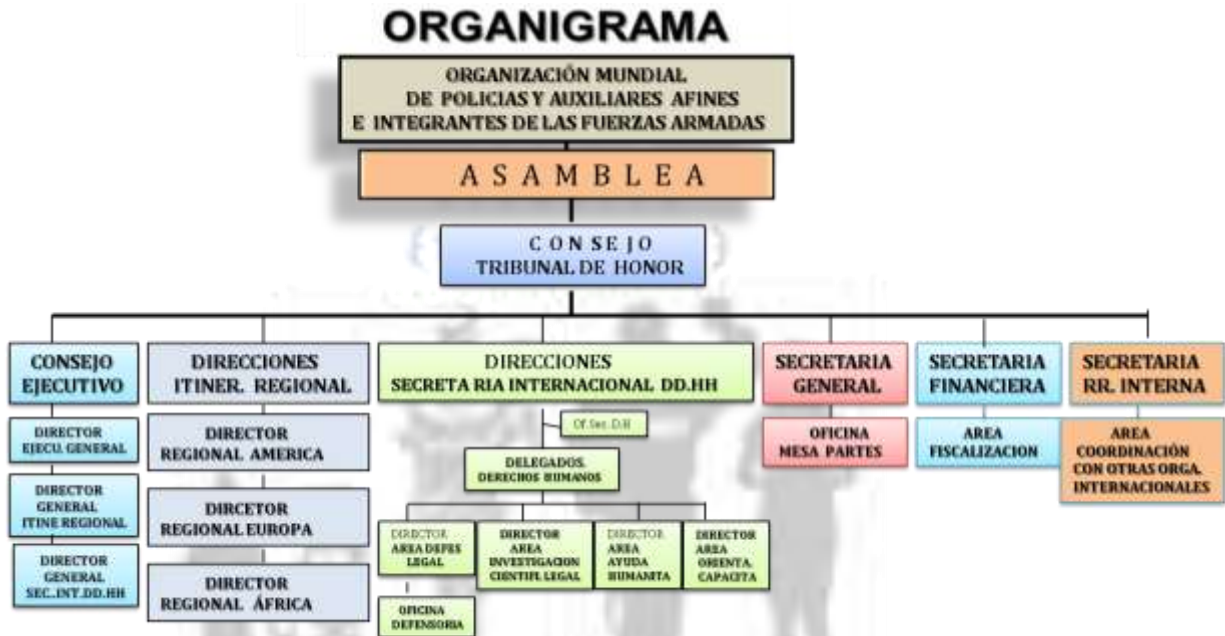 ORGANIGRAMA
ORGANIZACIÓN MUNDIAL
DE POLICIAS Y AUXILIARES AFINES
E INTEGRANTES DE LAS FUERZAS ARMADAS
A S A M B L E A
C O N S E J O
TRIBUNAL DE HONOR
CONSEJO
EJECUTIVO
DIRECTOR
EJECU. GENERAL
DIRECTOR
GENERAL
ITINE REGIONAL
DIRECTOR
GENERAL
SEC. INT. DD.HH
DIRECCIONES
ITINER. REGIONAL
DIRECTOR
REGIONAL AMERICA
DIRCETOR
REGIONAL EUROPA
DIRECTOR
REGIONAL ÁFRICA
DIRECCIONES
SECRETA RIA INTERNACIONAL DD.HH
Of. Sec. D.H
DELEGADOS.
DERECHOS HUMANOS
DIRECTOR
AREA DEFES
LEGAL
OFICINA
DEFENSORIA
DIRECTOR
AREA
INVESTIGACION
CIENTIFI. LEGAL
DIRECTOR
AREA
AYUDA
HUMANITA
DIRECTOR
AREA
ORIENTA.
CAPACITA
SECRETARIA
GENERAL
OFICINA
MESA PARTES
SECRETARIA
FINANCIERA
AREA
FISCALIZACION
SECRETARIA
RR. INTERNA
AREA
COORDINACIÓN
CON OTRAS ORGA.
INTERNACIONALES